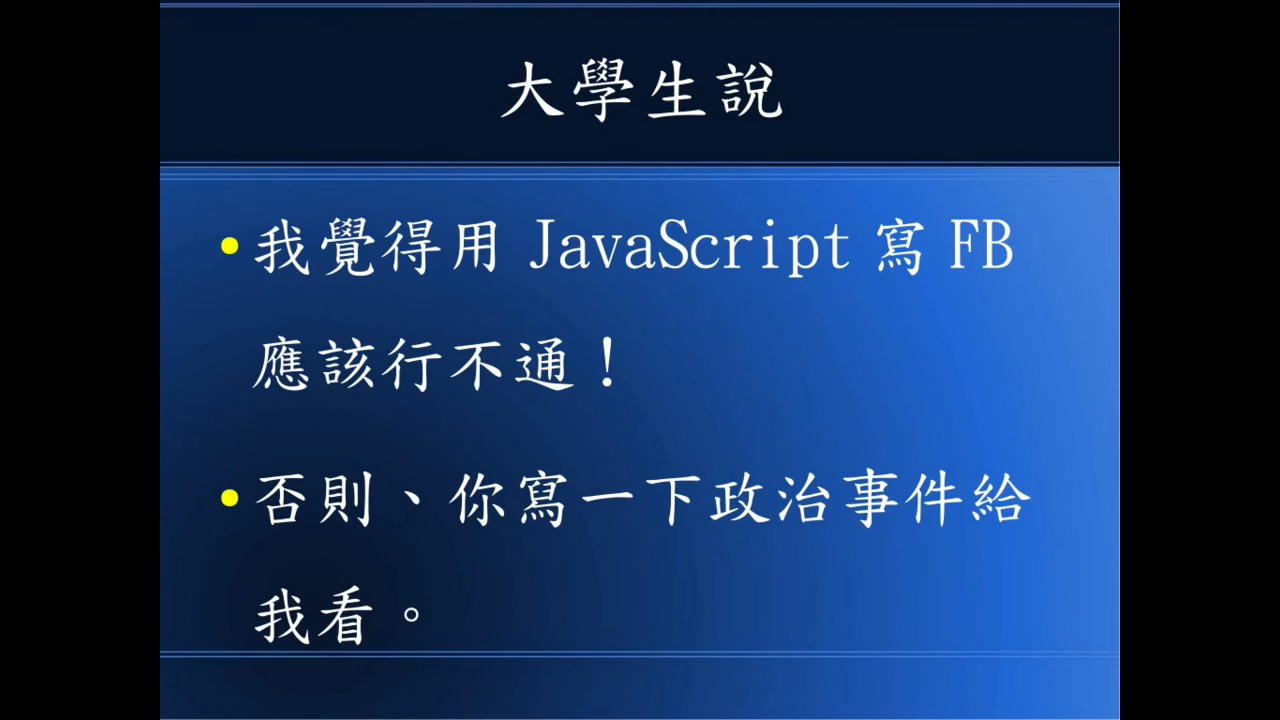 大學生說
我覺得用 JavaScript 寫 FB
應該行不通！
否則、你寫一下政治事件給
我看。